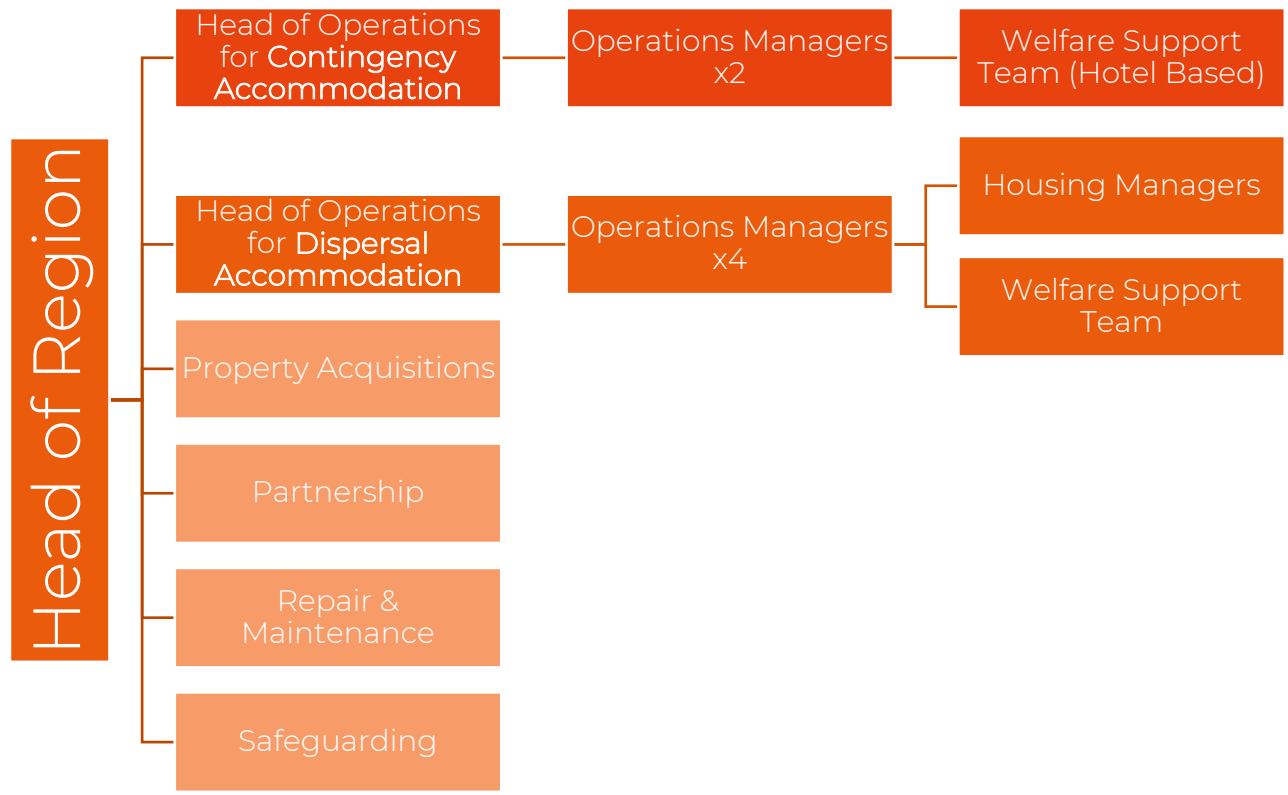 Head of Region
Head of Operations
for Contingency
Accommodation
Operations Managers
x2
Welfare Support
Team (Hotel Based)
Head of Operations
for Dispersal
Accommodation
Operations Managers
x4
Housing Managers
Welfare Support
Team
Property Acquisitions
Partnership
Repair &
Maintenance
Safeguarding